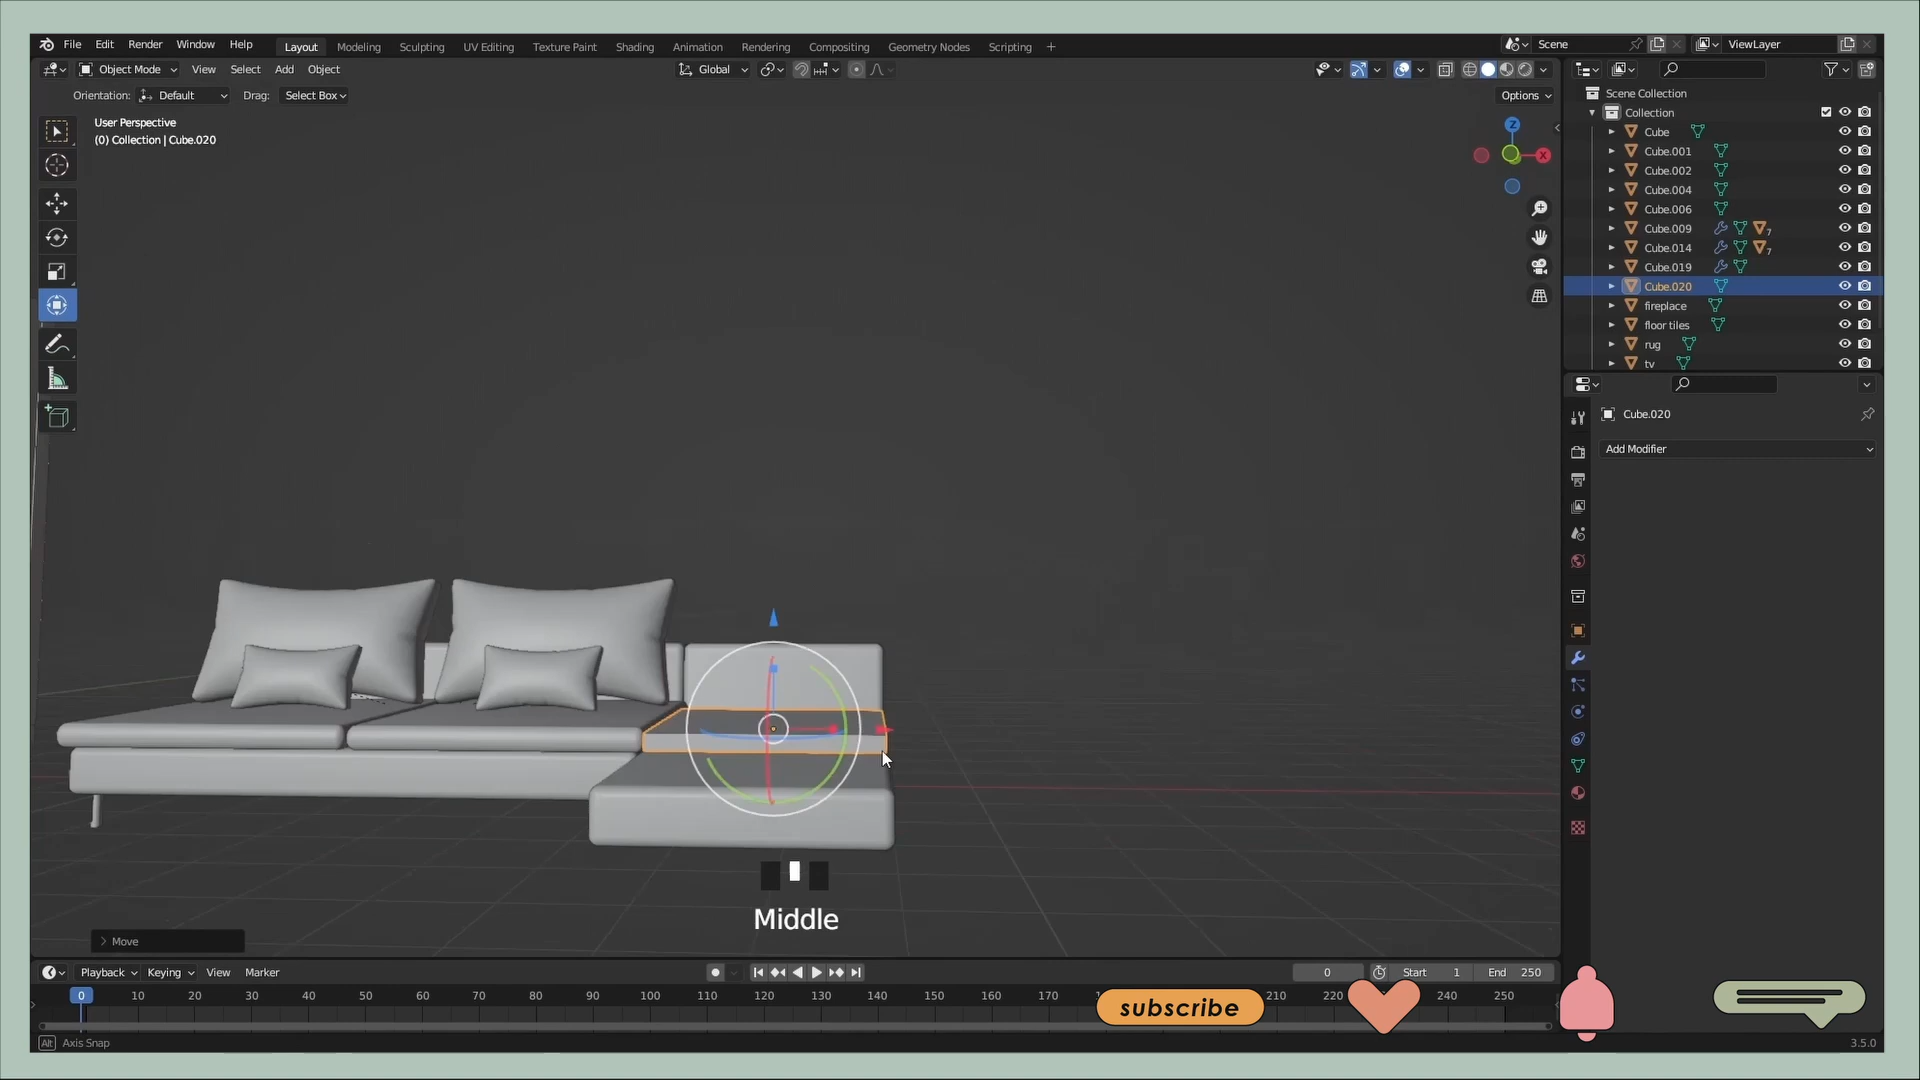 File Edit Render Window Help Layout Modeling Sculpting UV Editing Texture Paint Shading Animation Rendering Compositing Geometry Nodes Scripting + Scene ViewLayer
Object Mode View Select Add Object Global
Orientation: Default Drag: Select Box Options
User Perspective
(0) Collection | Cube.020
Z
X
Scene Collection
Collection
Cube
Cube.001
Cube.002
Cube.004
Cube.006
Cube.009 7
Cube.014 7
Cube.019
Cube.020
fireplace
floor tiles
rug
tv
Cube.020
Add Modifier
Middle
Move
Playback Keying View Marker 0 Start 1 End 250
0 10 20 30 40 50 60 70 80 90 100 110 120 130 140 150 160 170 210 220 240 250
subscribe
Alt Axis Snap 3.5.0